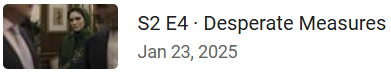 S2 E4 · Desperate Measures
Jan 23, 2025